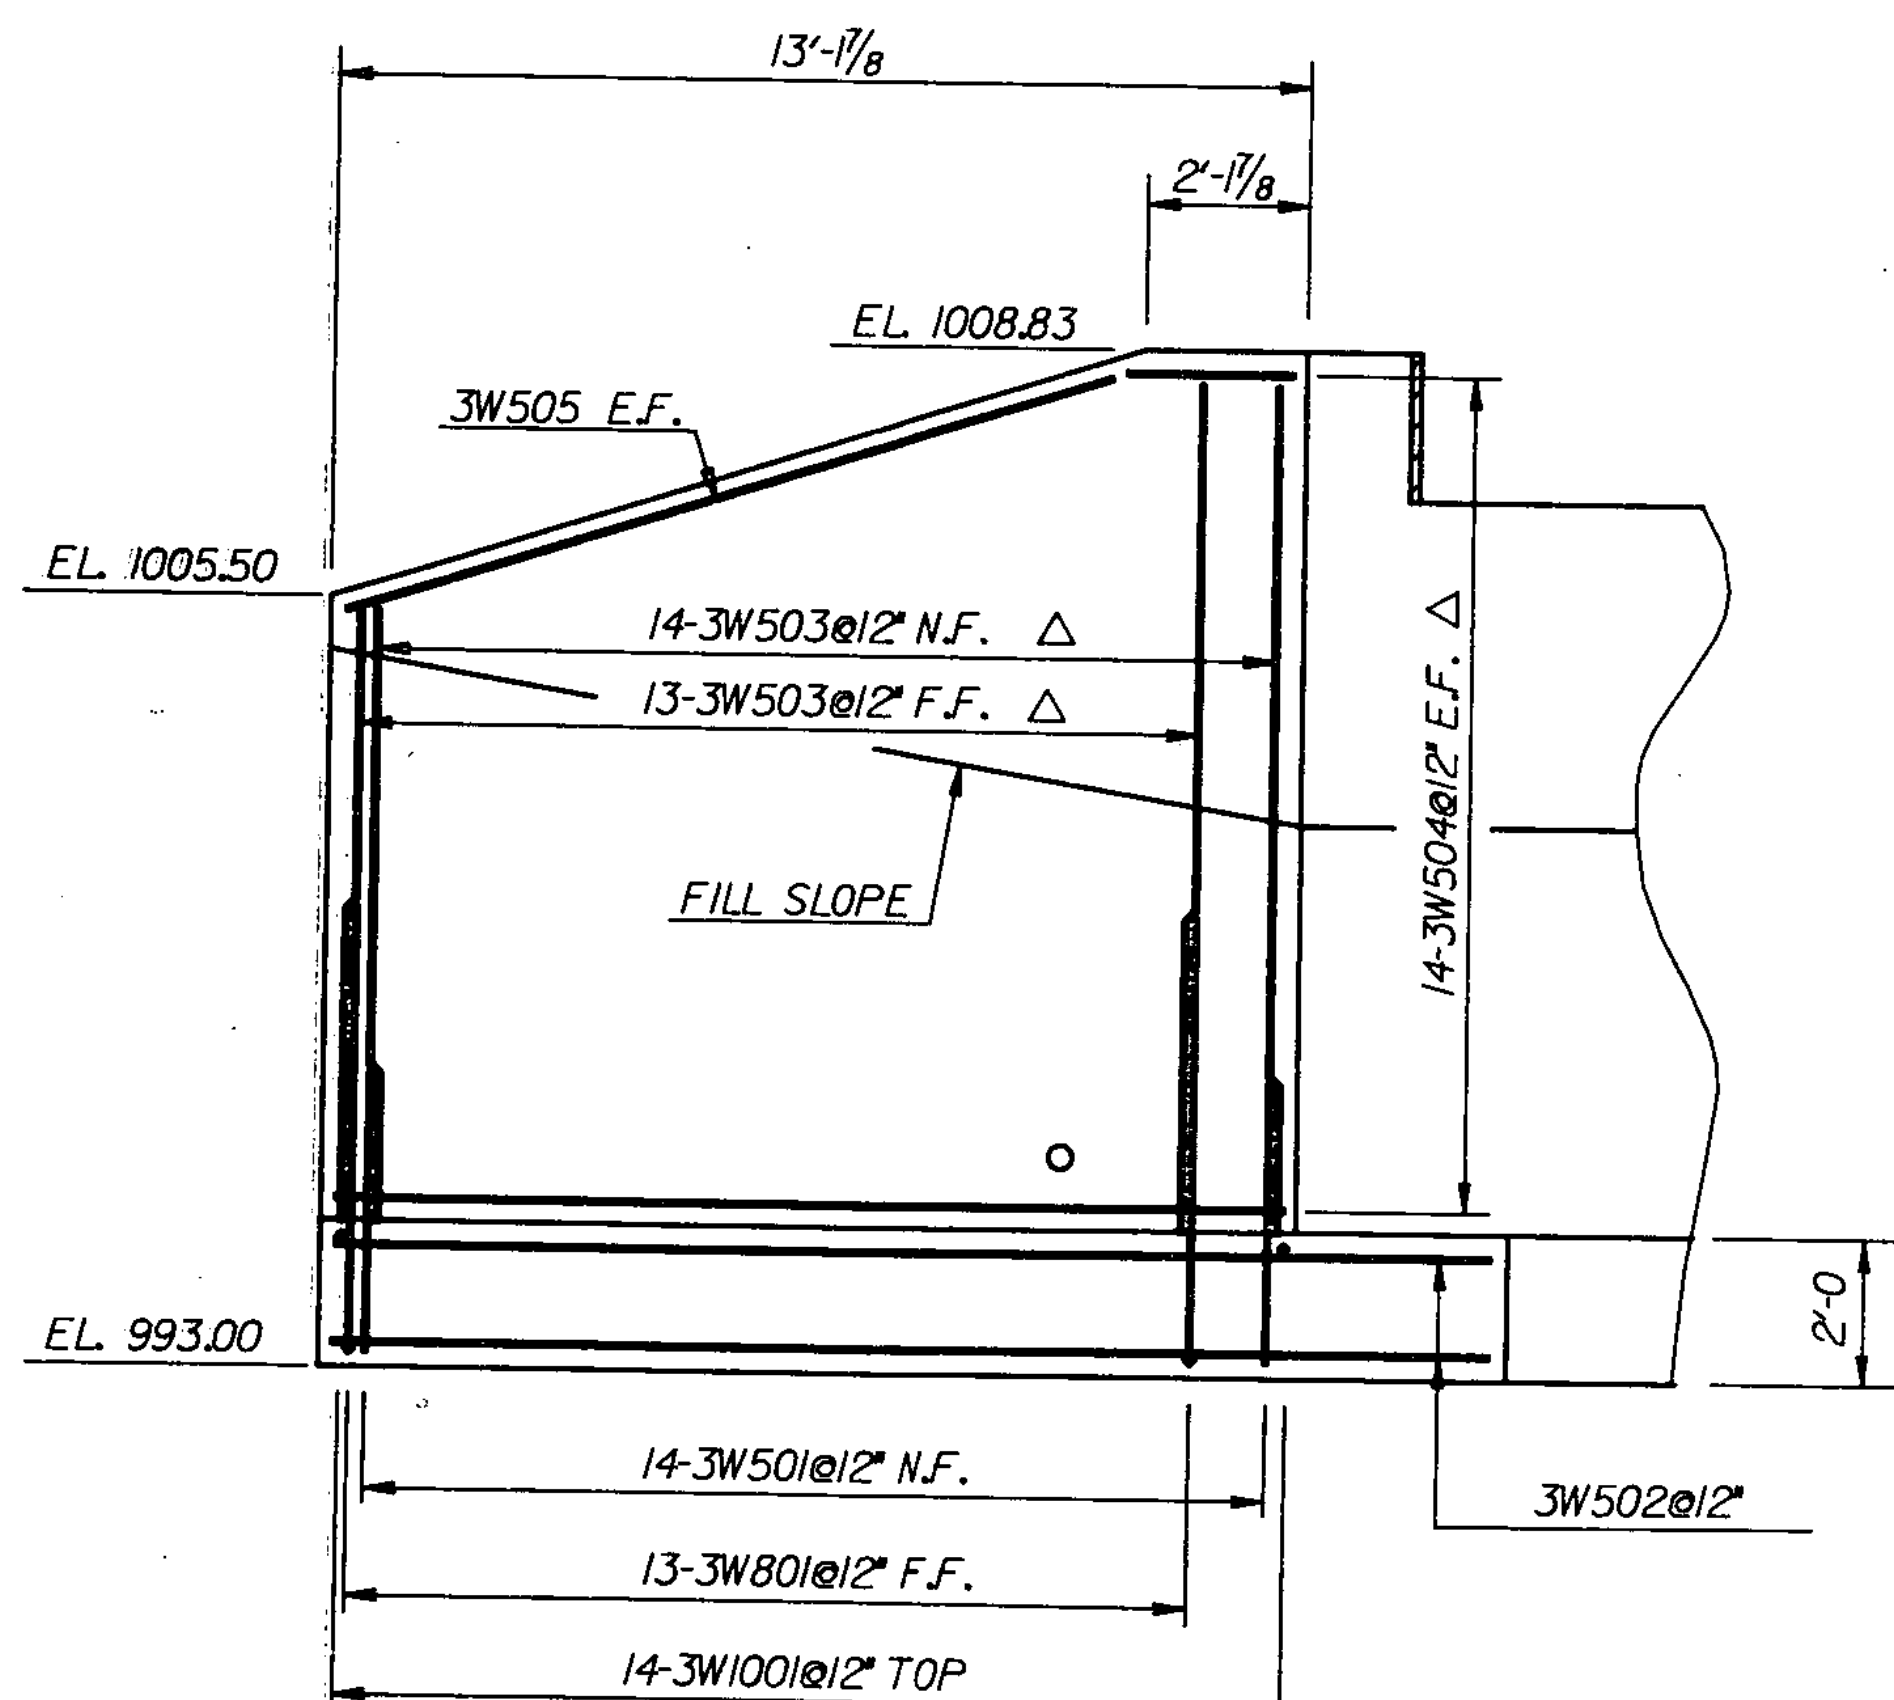 13'-1 7/8
2'-1 7/8
EL. 1008.83
3W505 E.F.
EL. 1005.50
14-3W503@12" N.F. △
13-3W503@12" F.F. △
14-3W504@12" E.F. △
FILL SLOPE
EL. 993.00
2'-0
14-3W501@12" N.F.
3W502@12"
13-3W801@12" F.F.
14-3W1001@12" TOP